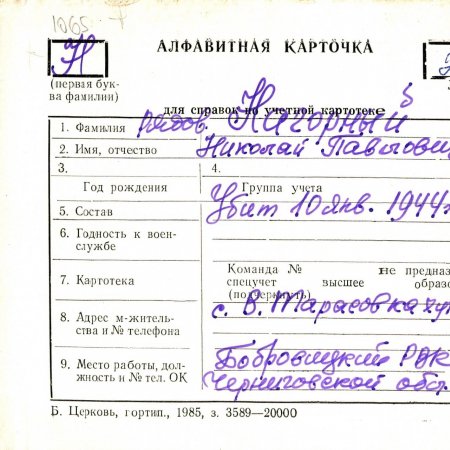 1065
Н
АЛФАВИТНАЯ КАРТОЧКА
(первая бук-
ва фамилии)
для справок по учетной картотеке
1. Фамилия рядов. Нагорный
2. Имя, отчество Николай Павлович
3. 4.
Год рождения Группа учета
5. Состав Убит 10 янв. 1944
6. Годность к воен-
службе
Команда № не предназ
7. Картотека спецучет высшее образо
(подчеркнуть)
8. Адрес м-житель-
ства и № телефона с. В. Тарасовка
9. Место работы, дол-
жность и № тел. ОК Бобровицкий РВК
Черниговской обл.
Б. Церковь, гортип., 1985, з. 3589—20000